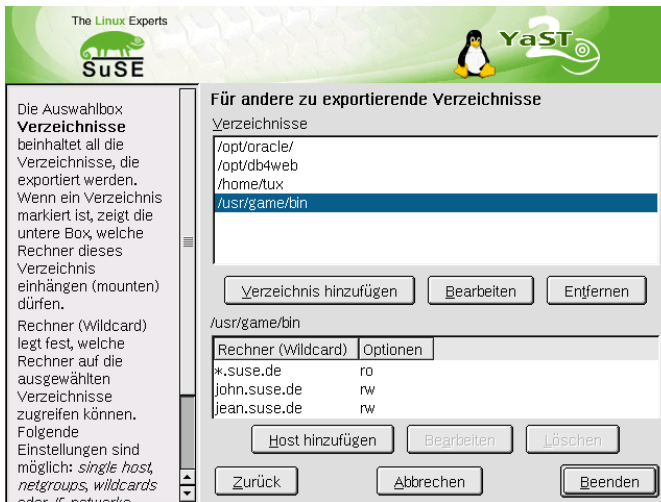 The Linux Experts
SuSE
YaST
2
Die Auswahlbox
Verzeichnisse
beinhaltet all die
Verzeichnisse, die
exportiert werden.
Wenn ein Verzeichnis
markiert ist, zeigt die
untere Box, welche
Rechner dieses
Verzeichnis
einhängen (mounten)
dürfen.
Rechner (Wildcard)
legt fest, welche
Rechner auf die
ausgewählten
Verzeichnisse
zugreifen können.
Folgende
Einstellungen sind
möglich: single host,
netgroups, wildcards
Für andere zu exportierende Verzeichnisse
Verzeichnisse
/opt/oracle/
/opt/db4web
/home/tux
/usr/game/bin
Verzeichnis hinzufügen Bearbeiten Entfernen
/usr/game/bin
Rechner (Wildcard) Optionen
*.suse.de ro
john.suse.de rw
jean.suse.de rw
Host hinzufügen Bearbeiten Löschen
Zurück Abbrechen Beenden